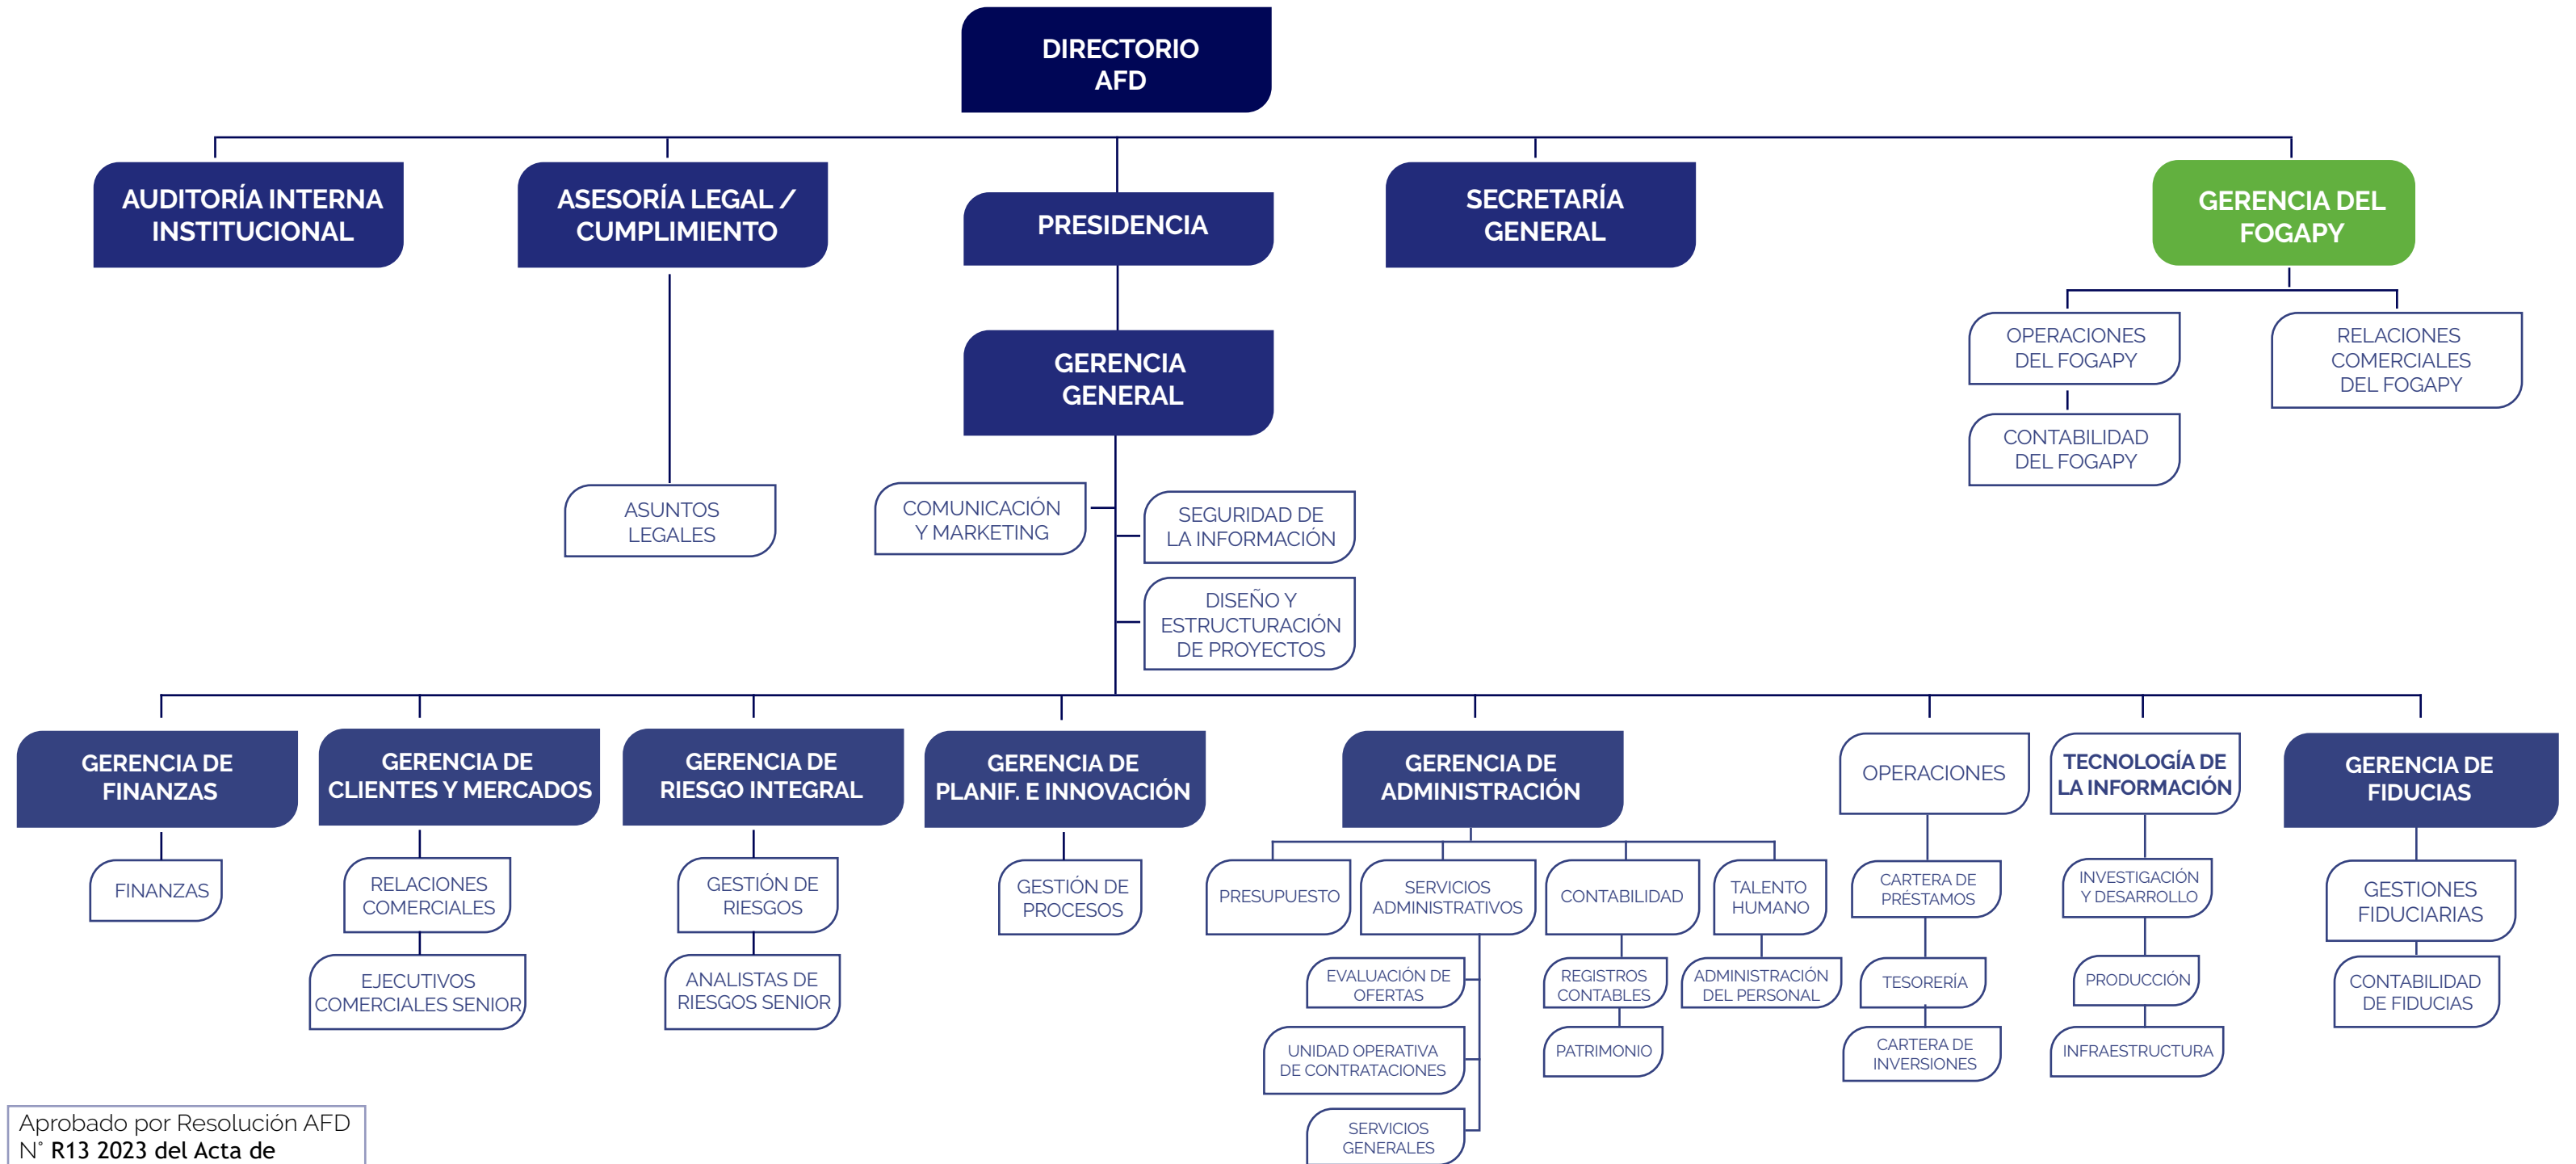 DIRECTORIO
AFD
AUDITORÍA INTERNA
INSTITUCIONAL
ASESORÍA LEGAL /
CUMPLIMIENTO
PRESIDENCIA
SECRETARÍA
GENERAL
GERENCIA DEL
FOGAPY
GERENCIA
GENERAL
OPERACIONES
DEL FOGAPY
RELACIONES
COMERCIALES
DEL FOGAPY
CONTABILIDAD
DEL FOGAPY
ASUNTOS
LEGALES
COMUNICACIÓN
Y MARKETING
SEGURIDAD DE
LA INFORMACIÓN
DISEÑO Y
ESTRUCTURACIÓN
DE PROYECTOS
GERENCIA DE
FINANZAS
GERENCIA DE
CLIENTES Y MERCADOS
GERENCIA DE
RIESGO INTEGRAL
GERENCIA DE
PLANIF. E INNOVACIÓN
GERENCIA DE
ADMINISTRACIÓN
OPERACIONES
TECNOLOGÍA DE
LA INFORMACIÓN
GERENCIA DE
FIDUCIAS
FINANZAS
RELACIONES
COMERCIALES
GESTIÓN DE
RIESGOS
GESTIÓN DE
PROCESOS
PRESUPUESTO
SERVICIOS
ADMINISTRATIVOS
CONTABILIDAD
TALENTO
HUMANO
CARTERA DE
PRÉSTAMOS
INVESTIGACIÓN
Y DESARROLLO
GESTIONES
FIDUCIARIAS
EJECUTIVOS
COMERCIALES SENIOR
ANALISTAS DE
RIESGOS SENIOR
EVALUACIÓN DE
OFERTAS
REGISTROS
CONTABLES
ADMINISTRACIÓN
DEL PERSONAL
TESORERÍA
PRODUCCIÓN
CONTABILIDAD
DE FIDUCIAS
UNIDAD OPERATIVA
DE CONTRATACIONES
PATRIMONIO
CARTERA DE
INVERSIONES
INFRAESTRUCTURA
SERVICIOS
GENERALES
Aprobado por Resolución AFD
N° R13 2023 del Acta de